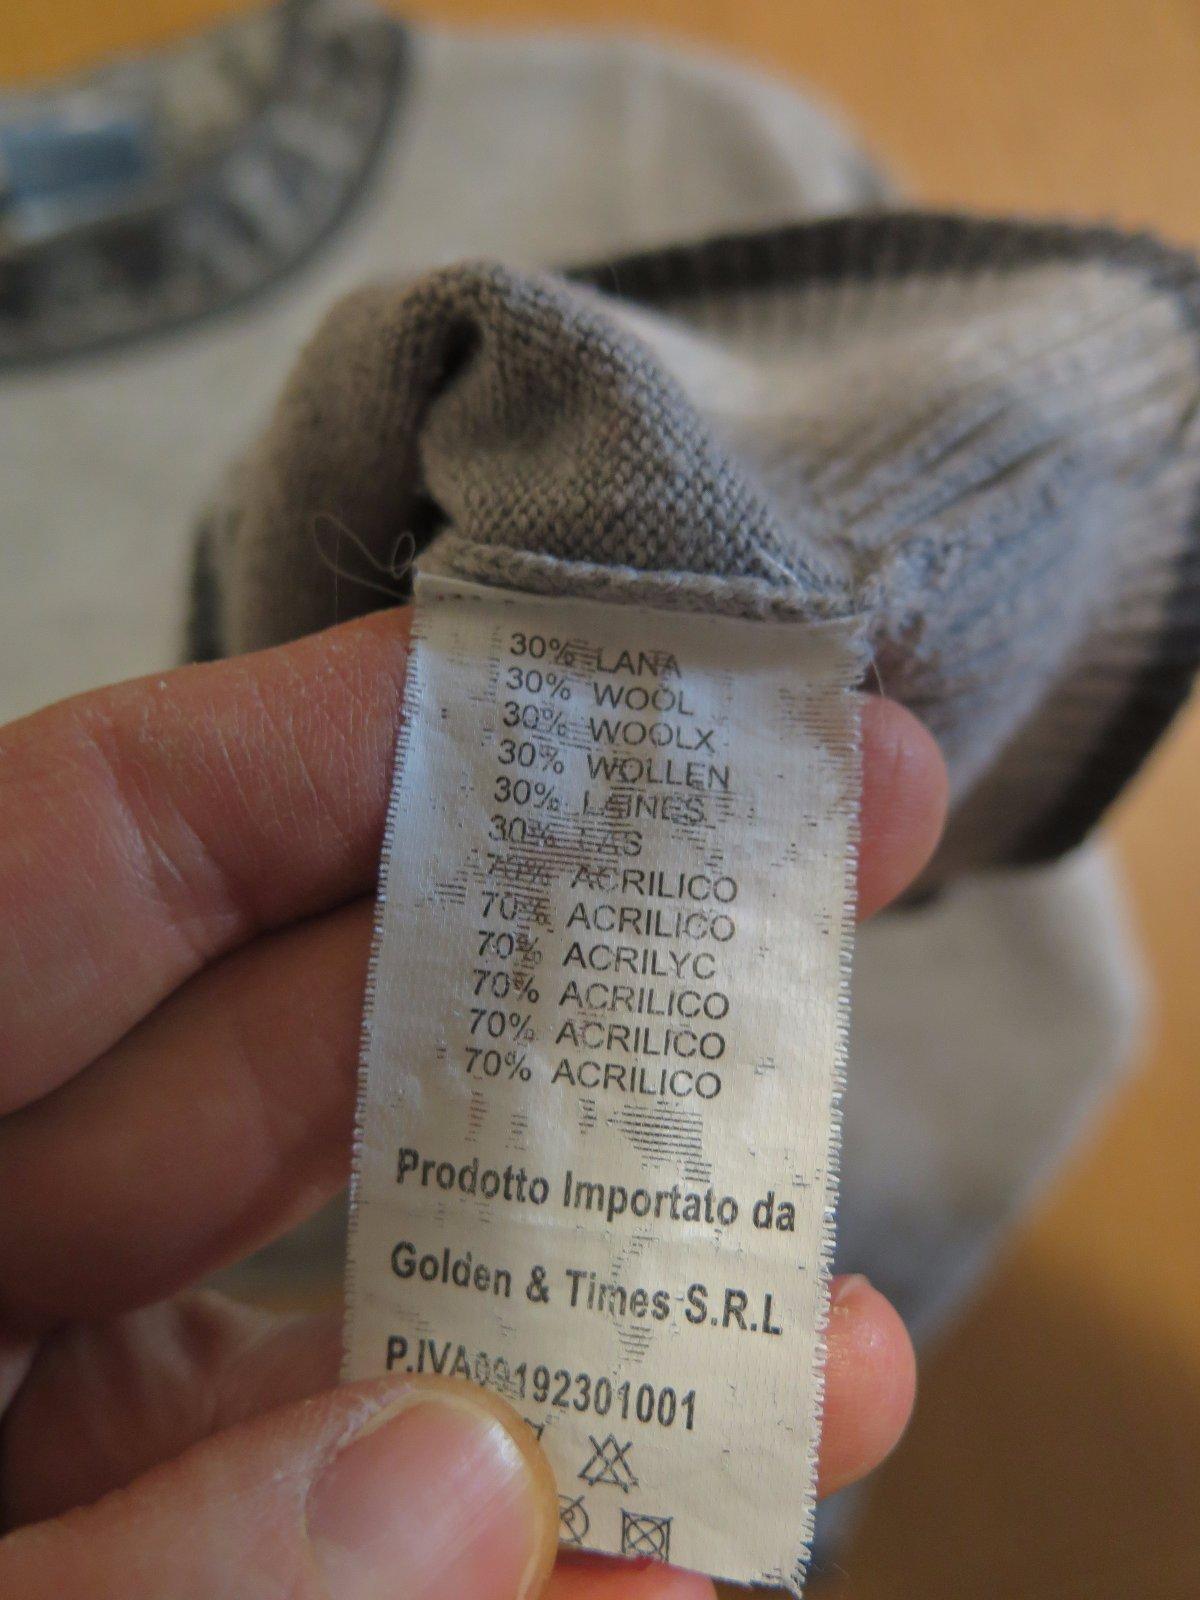 30% LANA
30% WOOL
30% WOOLX
30% WOLLEN
30% LAINES
30% LAS
70% ACRILICO
70% ACRILICO
70% ACRILYC
70% ACRILICO
70% ACRILICO
70% ACRILICO
Prodotto Importato da
Golden & Times S.R.L
P.IVA09192301001